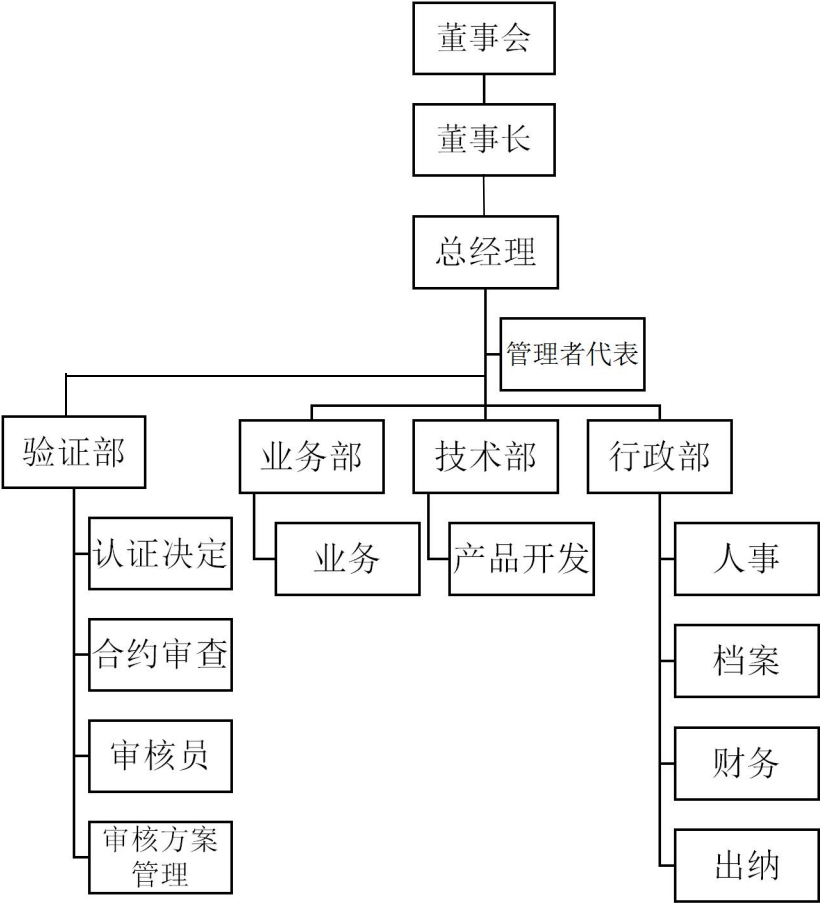 董事会
董事长
总经理
管理者代表
验证部
业务部
技术部
行政部
认证决定
业务
产品开发
人事
合约审查
档案
审核员
财务
审核方案
管理
出纳